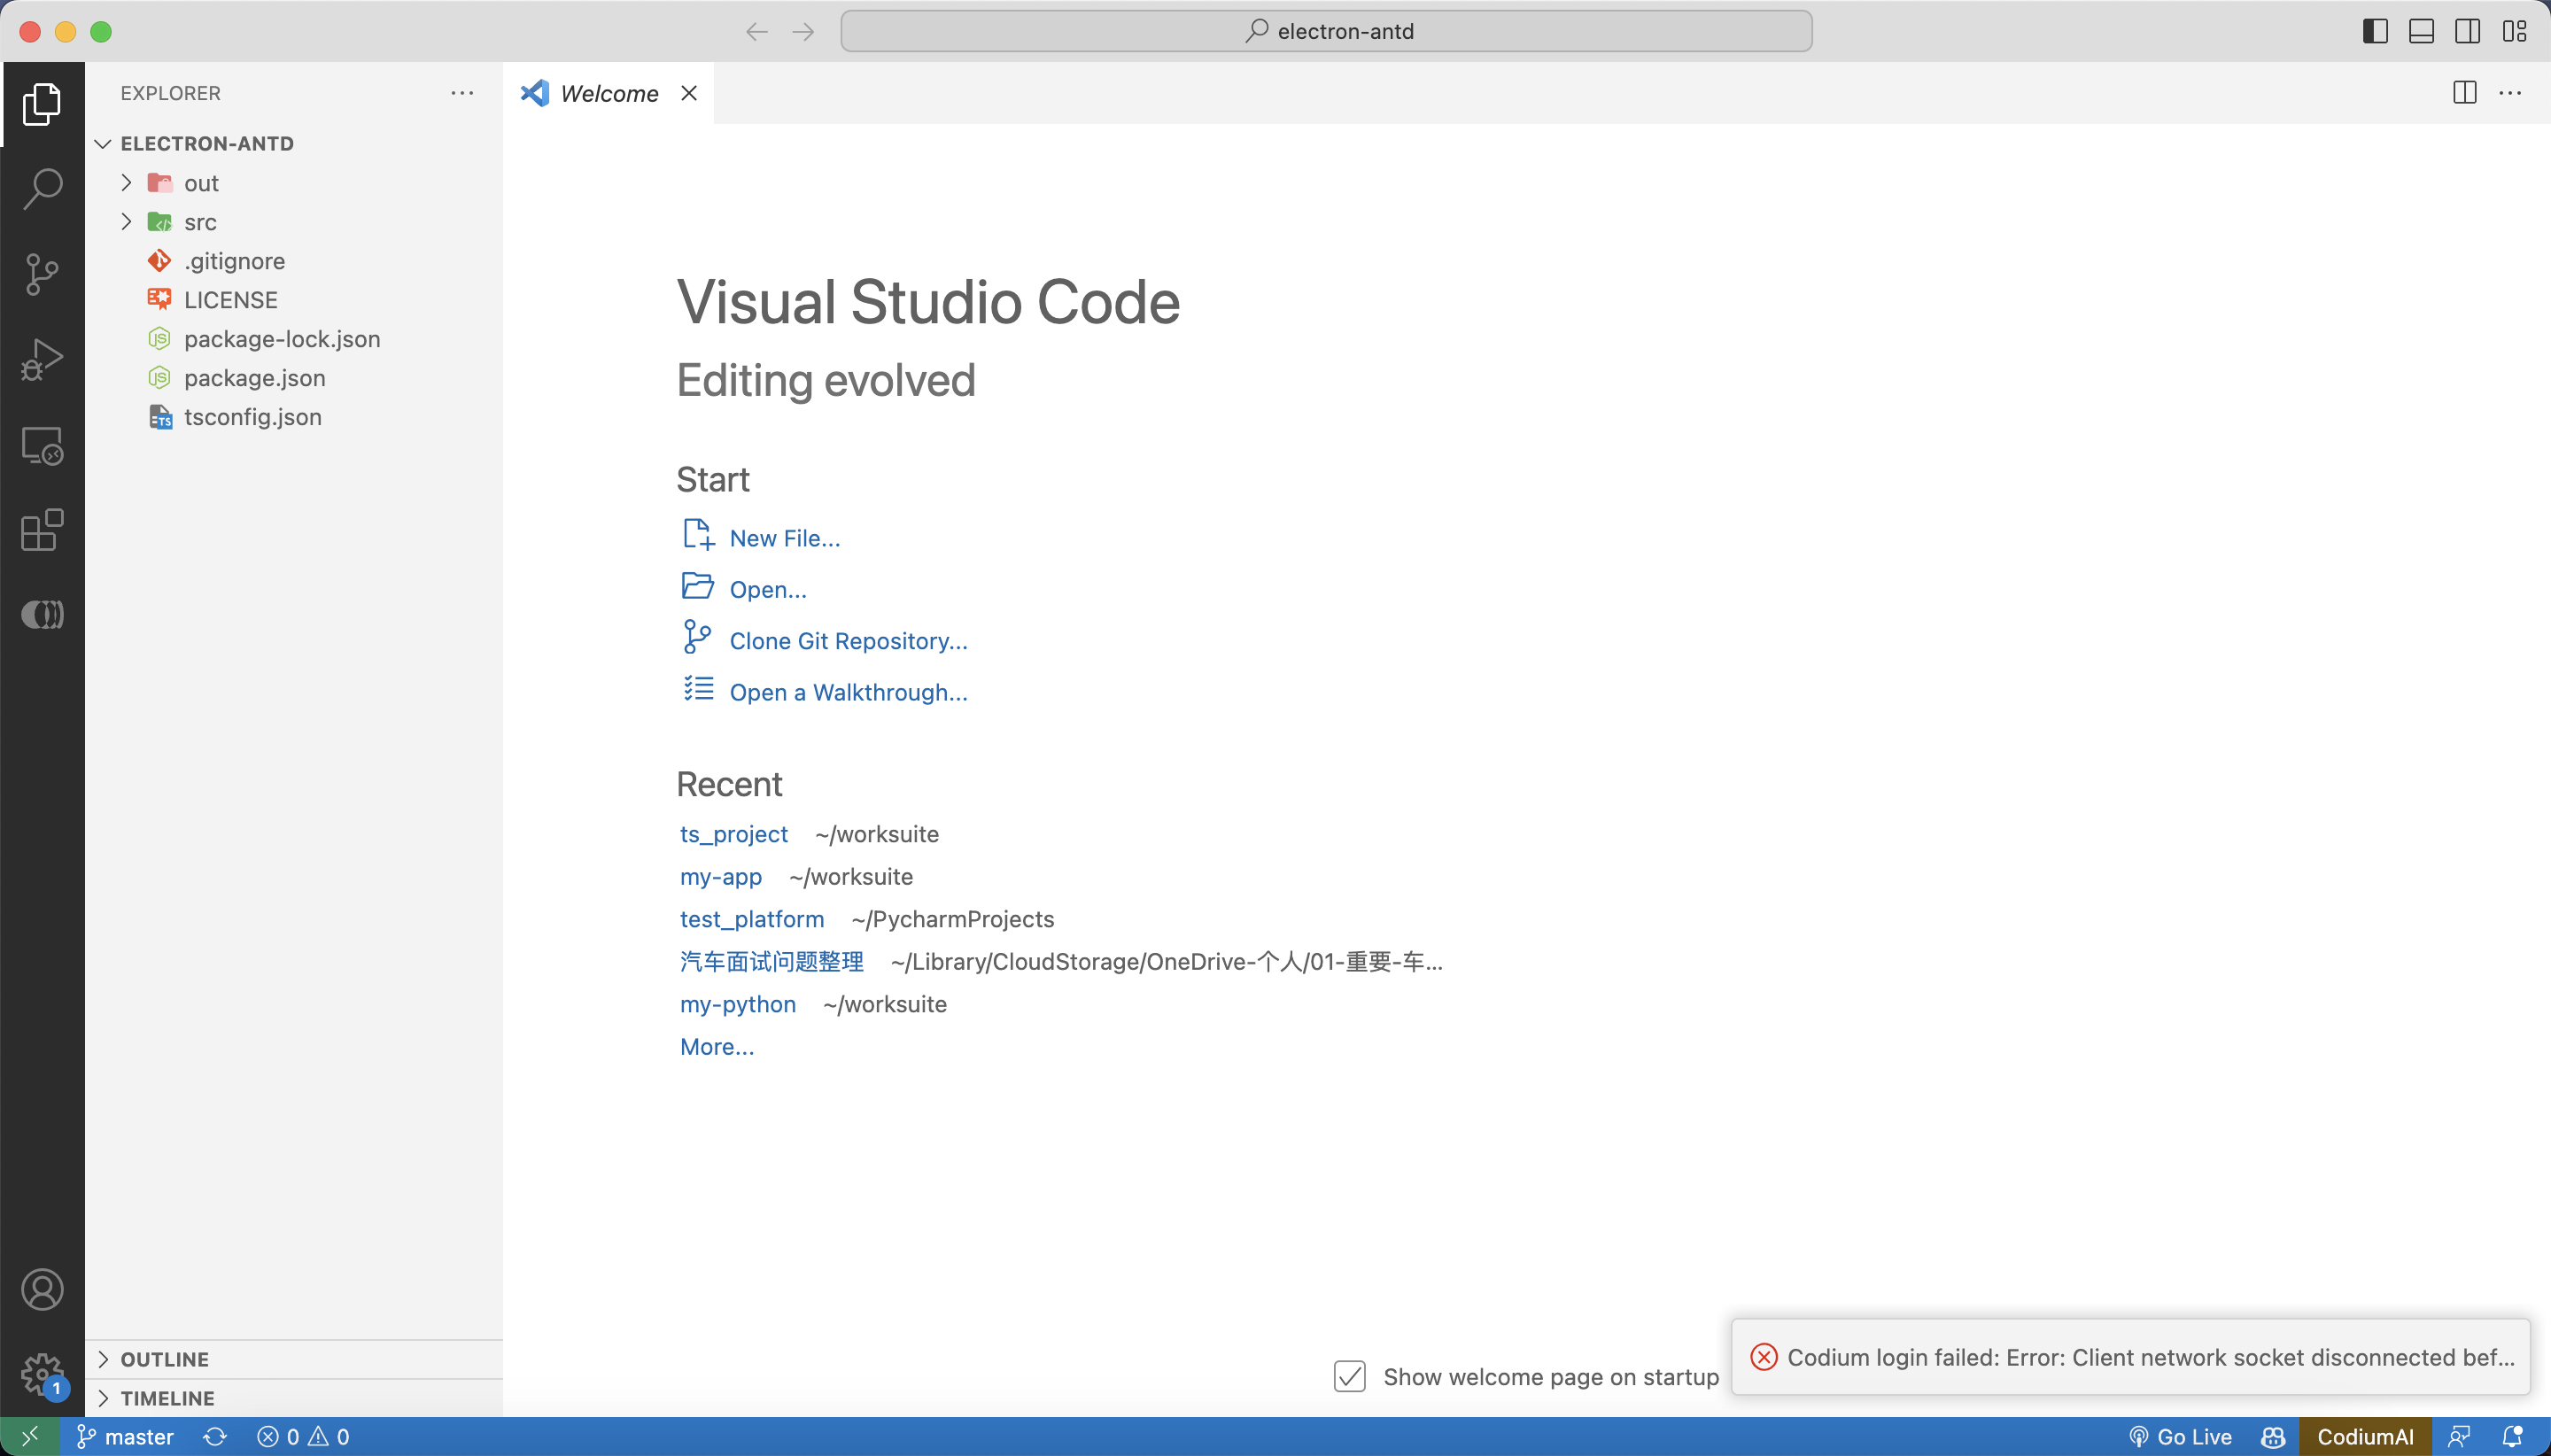 electron-antd
EXPLORER
Welcome
ELECTRON-ANTD
out
src
.gitignore
LICENSE
package-lock.json
package.json
tsconfig.json
OUTLINE
TIMELINE
Visual Studio Code
Editing evolved
Start
New File...
Open...
Clone Git Repository...
Open a Walkthrough...
Recent
ts_project ~/worksuite
my-app ~/worksuite
test_platform ~/PycharmProjects
汽车面试问题整理 ~/Library/CloudStorage/OneDrive-个人/01-重要-车...
my-python ~/worksuite
More...
Show welcome page on startup
Codium login failed: Error: Client network socket disconnected bef...
1
master 0 0 Go Live CodiumAI